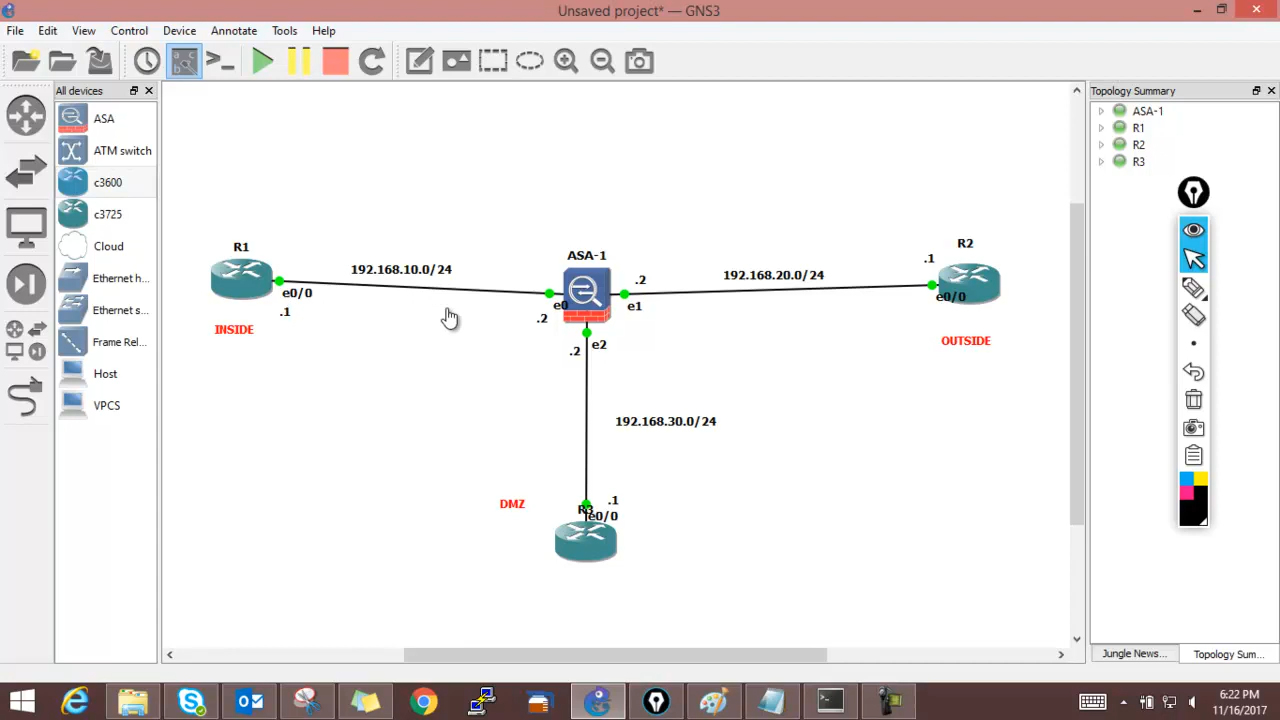 Unsaved project* — GNS3
File Edit View Control Device Annotate Tools Help
All devices
ASA
ATM switch
c3600
c3725
Cloud
Ethernet h...
Ethernet s...
Frame Rel...
Host
VPCS
R1
192.168.10.0/24
e0/0
.1
INSIDE
ASA-1
e0
.2
.2
e1
.2
e2
192.168.20.0/24
R2
.1
e0/0
OUTSIDE
192.168.30.0/24
DMZ
.1
R3
e0/0
Topology Summary
ASA-1
R1
R2
R3
Jungle News...
Topology Sum...
6:22 PM
11/16/2017